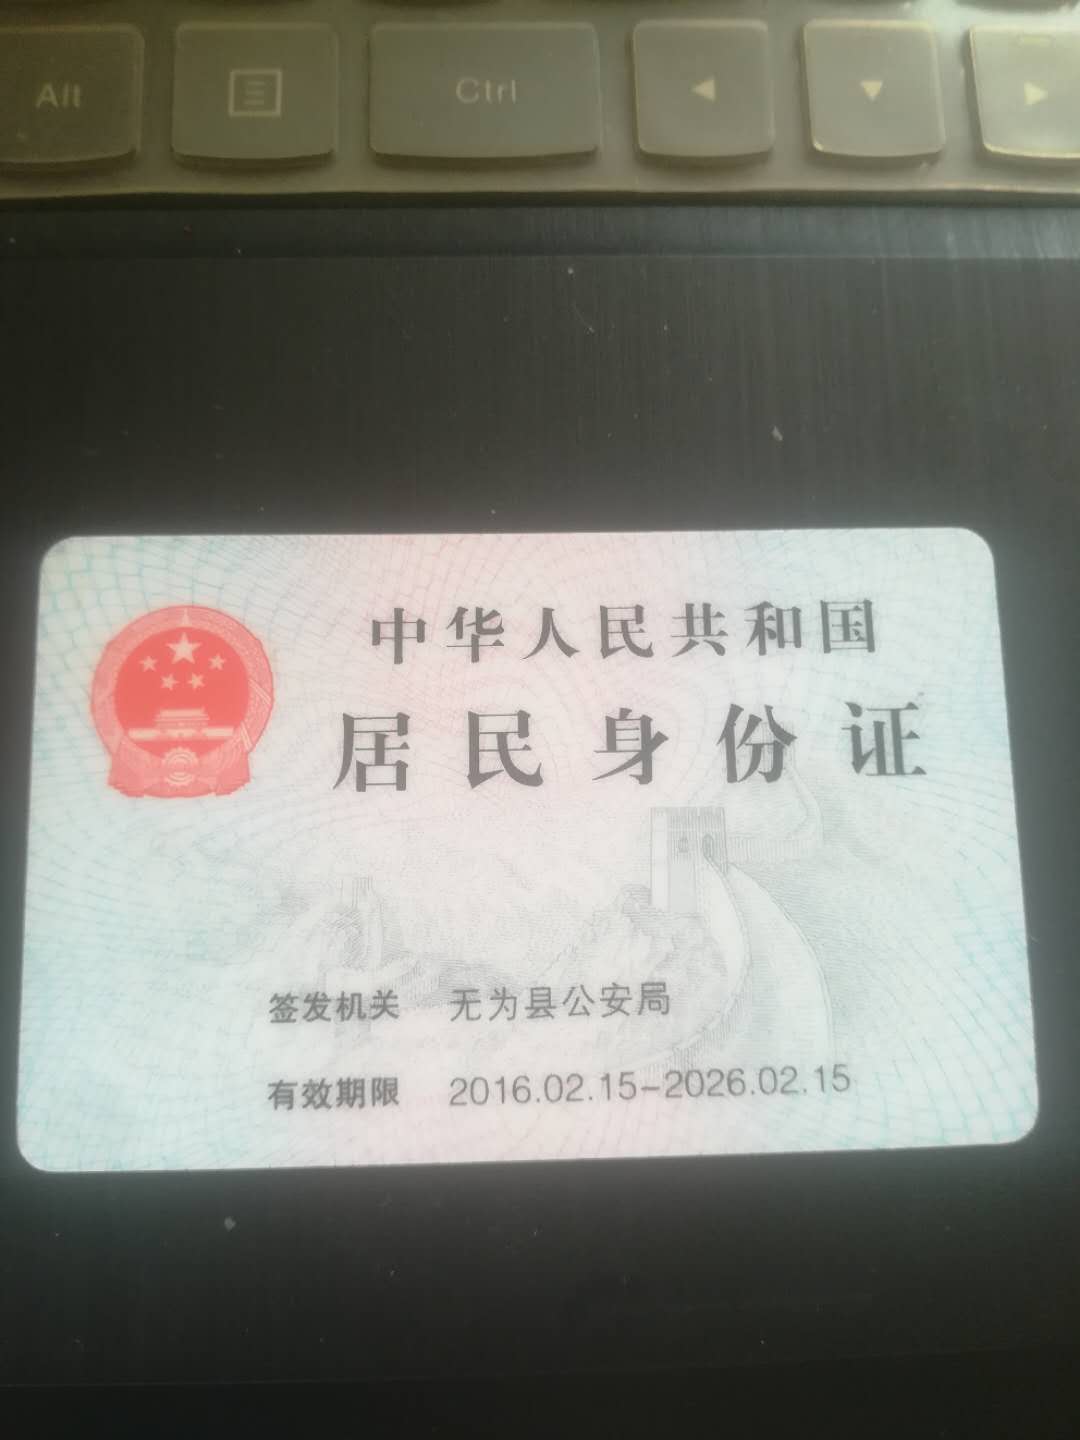 Alt Ctrl
中华人民共和国
居民身份证
签发机关 无为县公安局
有效期限 2016.02.15-2026.02.15